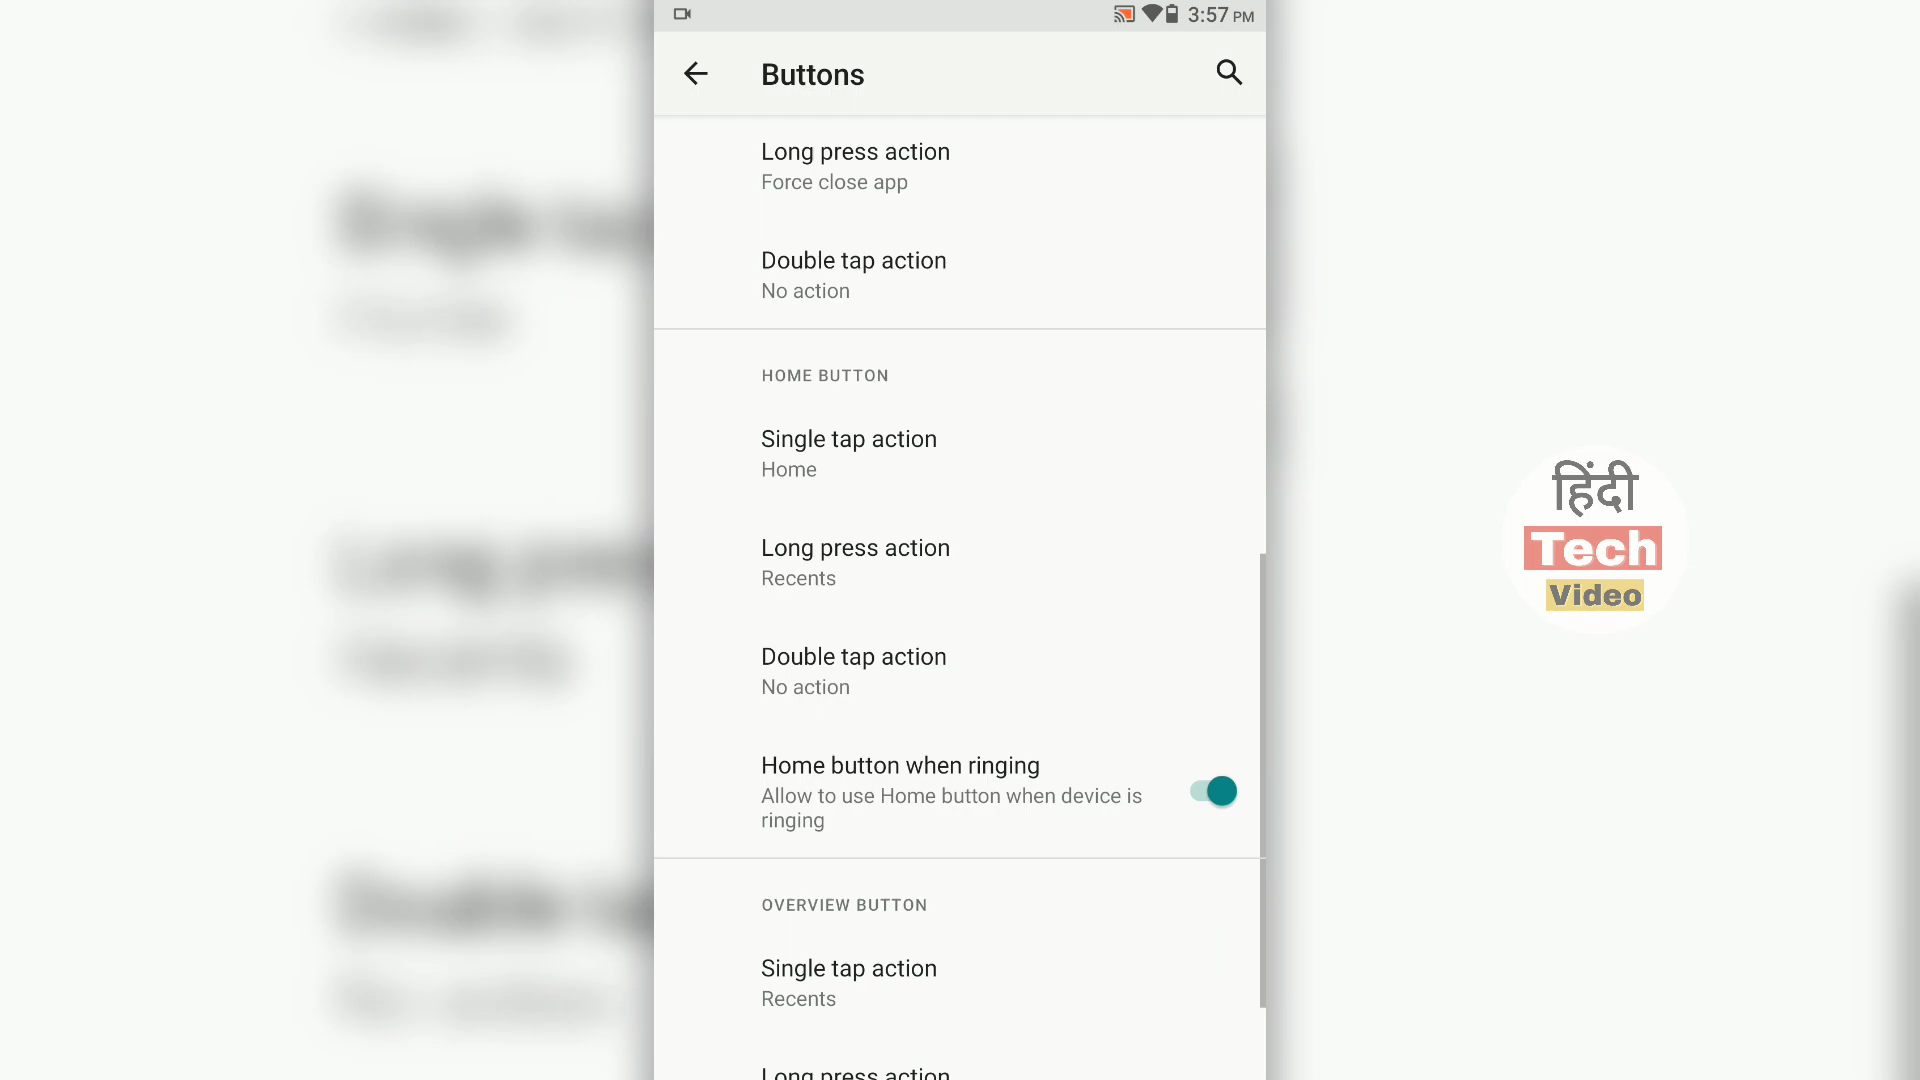 3:57 PM
Buttons
Long press action
Force close app
Double tap action
No action
HOME BUTTON
Single tap action
Home
Long press action
Recents
Double tap action
No action
Home button when ringing
Allow to use Home button when device is
ringing
OVERVIEW BUTTON
Single tap action
Recents
Long press action
हिंदी
Tech
Video